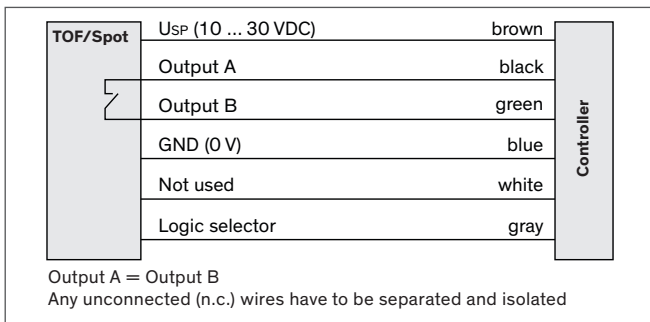 TOF/Spot
USP (10 ... 30 VDC) brown
Output A black
Output B green
GND (0 V) blue
Not used white
Logic selector gray
Controller
Output A = Output B
Any unconnected (n.c.) wires have to be separated and isolated